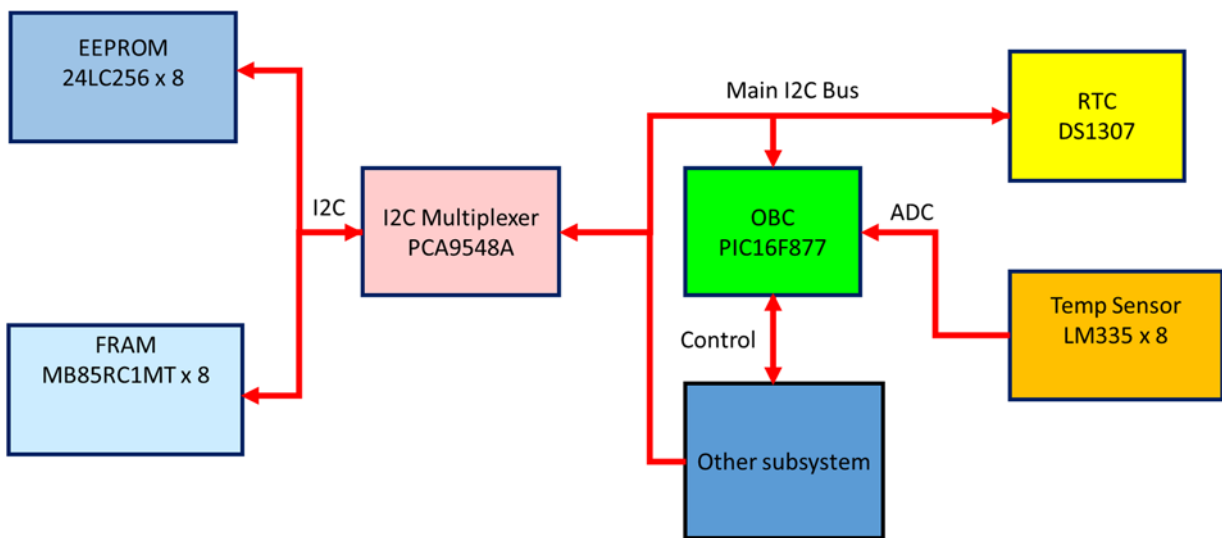 EEPROM
24LC256 x 8
Main I2C Bus
RTC
DS1307
I2C
I2C Multiplexer
PCA9548A
OBC
PIC16F877
ADC
Temp Sensor
LM335 x 8
FRAM
MB85RC1MT x 8
Control
Other subsystem